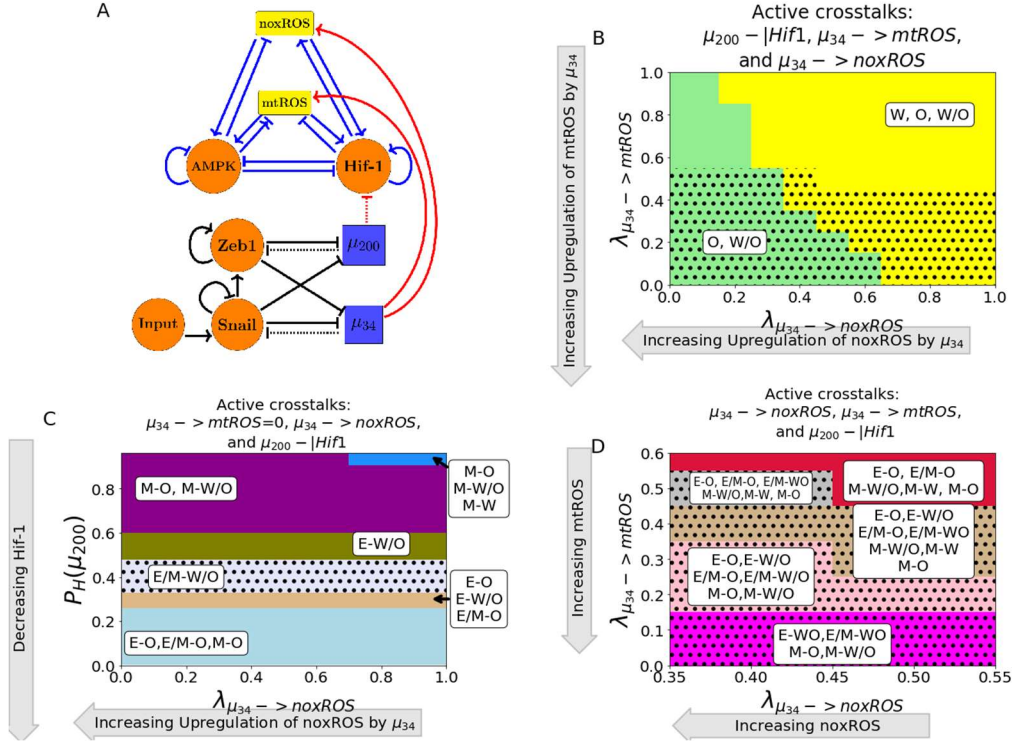 A
noxROS
mtROS
AMPK
Hif-1
Zeb1
μ200
Input
Snail
μ34
B
Active crosstalks:
μ200 − |Hif1, μ34 − > mtROS,
and μ34 − > noxROS
Increasing Upregulation of mtROS by μ34
λμ34 − > mtROS
1.0
0.8
0.6
0.4
0.2
0.0
W, O, W/O
O, W/O
0.0 0.2 0.4 0.6 0.8 1.0
λμ34 − > noxROS
Increasing Upregulation of noxROS by μ34
C
Active crosstalks:
μ34 − > mtROS=0, μ34 − > noxROS,
and μ200 − |Hif1
Decreasing Hif-1
PH(μ200)
0.8
0.6
0.4
0.2
0.0
M-O, M-W/O
M-O
M-W/O
M-W
E-W/O
E/M-W/O
E-O
E-W/O
E/M-O
E-O,E/M-O,M-O
0.0 0.2 0.4 0.6 0.8 1.0
λμ34 − > noxROS
Increasing Upregulation of noxROS by μ34
D
Active crosstalks:
μ34 − > noxROS, μ34 − > mtROS,
and μ200 − |Hif1
Increasing mtROS
λμ34 − > mtROS
0.6
0.5
0.4
0.3
0.2
0.1
0.0
E-O, E/M-O, E/M-WO
M-W/O,M-W, M-O
E-O, E/M-O
M-W/O,M-W, M-O
E-O,E-W/O
E/M-O,E/M-WO
M-W/O,M-W
M-O
E-O,E-W/O
E/M-O,E/M-W/O
M-O,M-W/O
E-WO,E/M-WO
M-O,M-W/O
0.35 0.40 0.45 0.50 0.55
λμ34 − > noxROS
Increasing noxROS